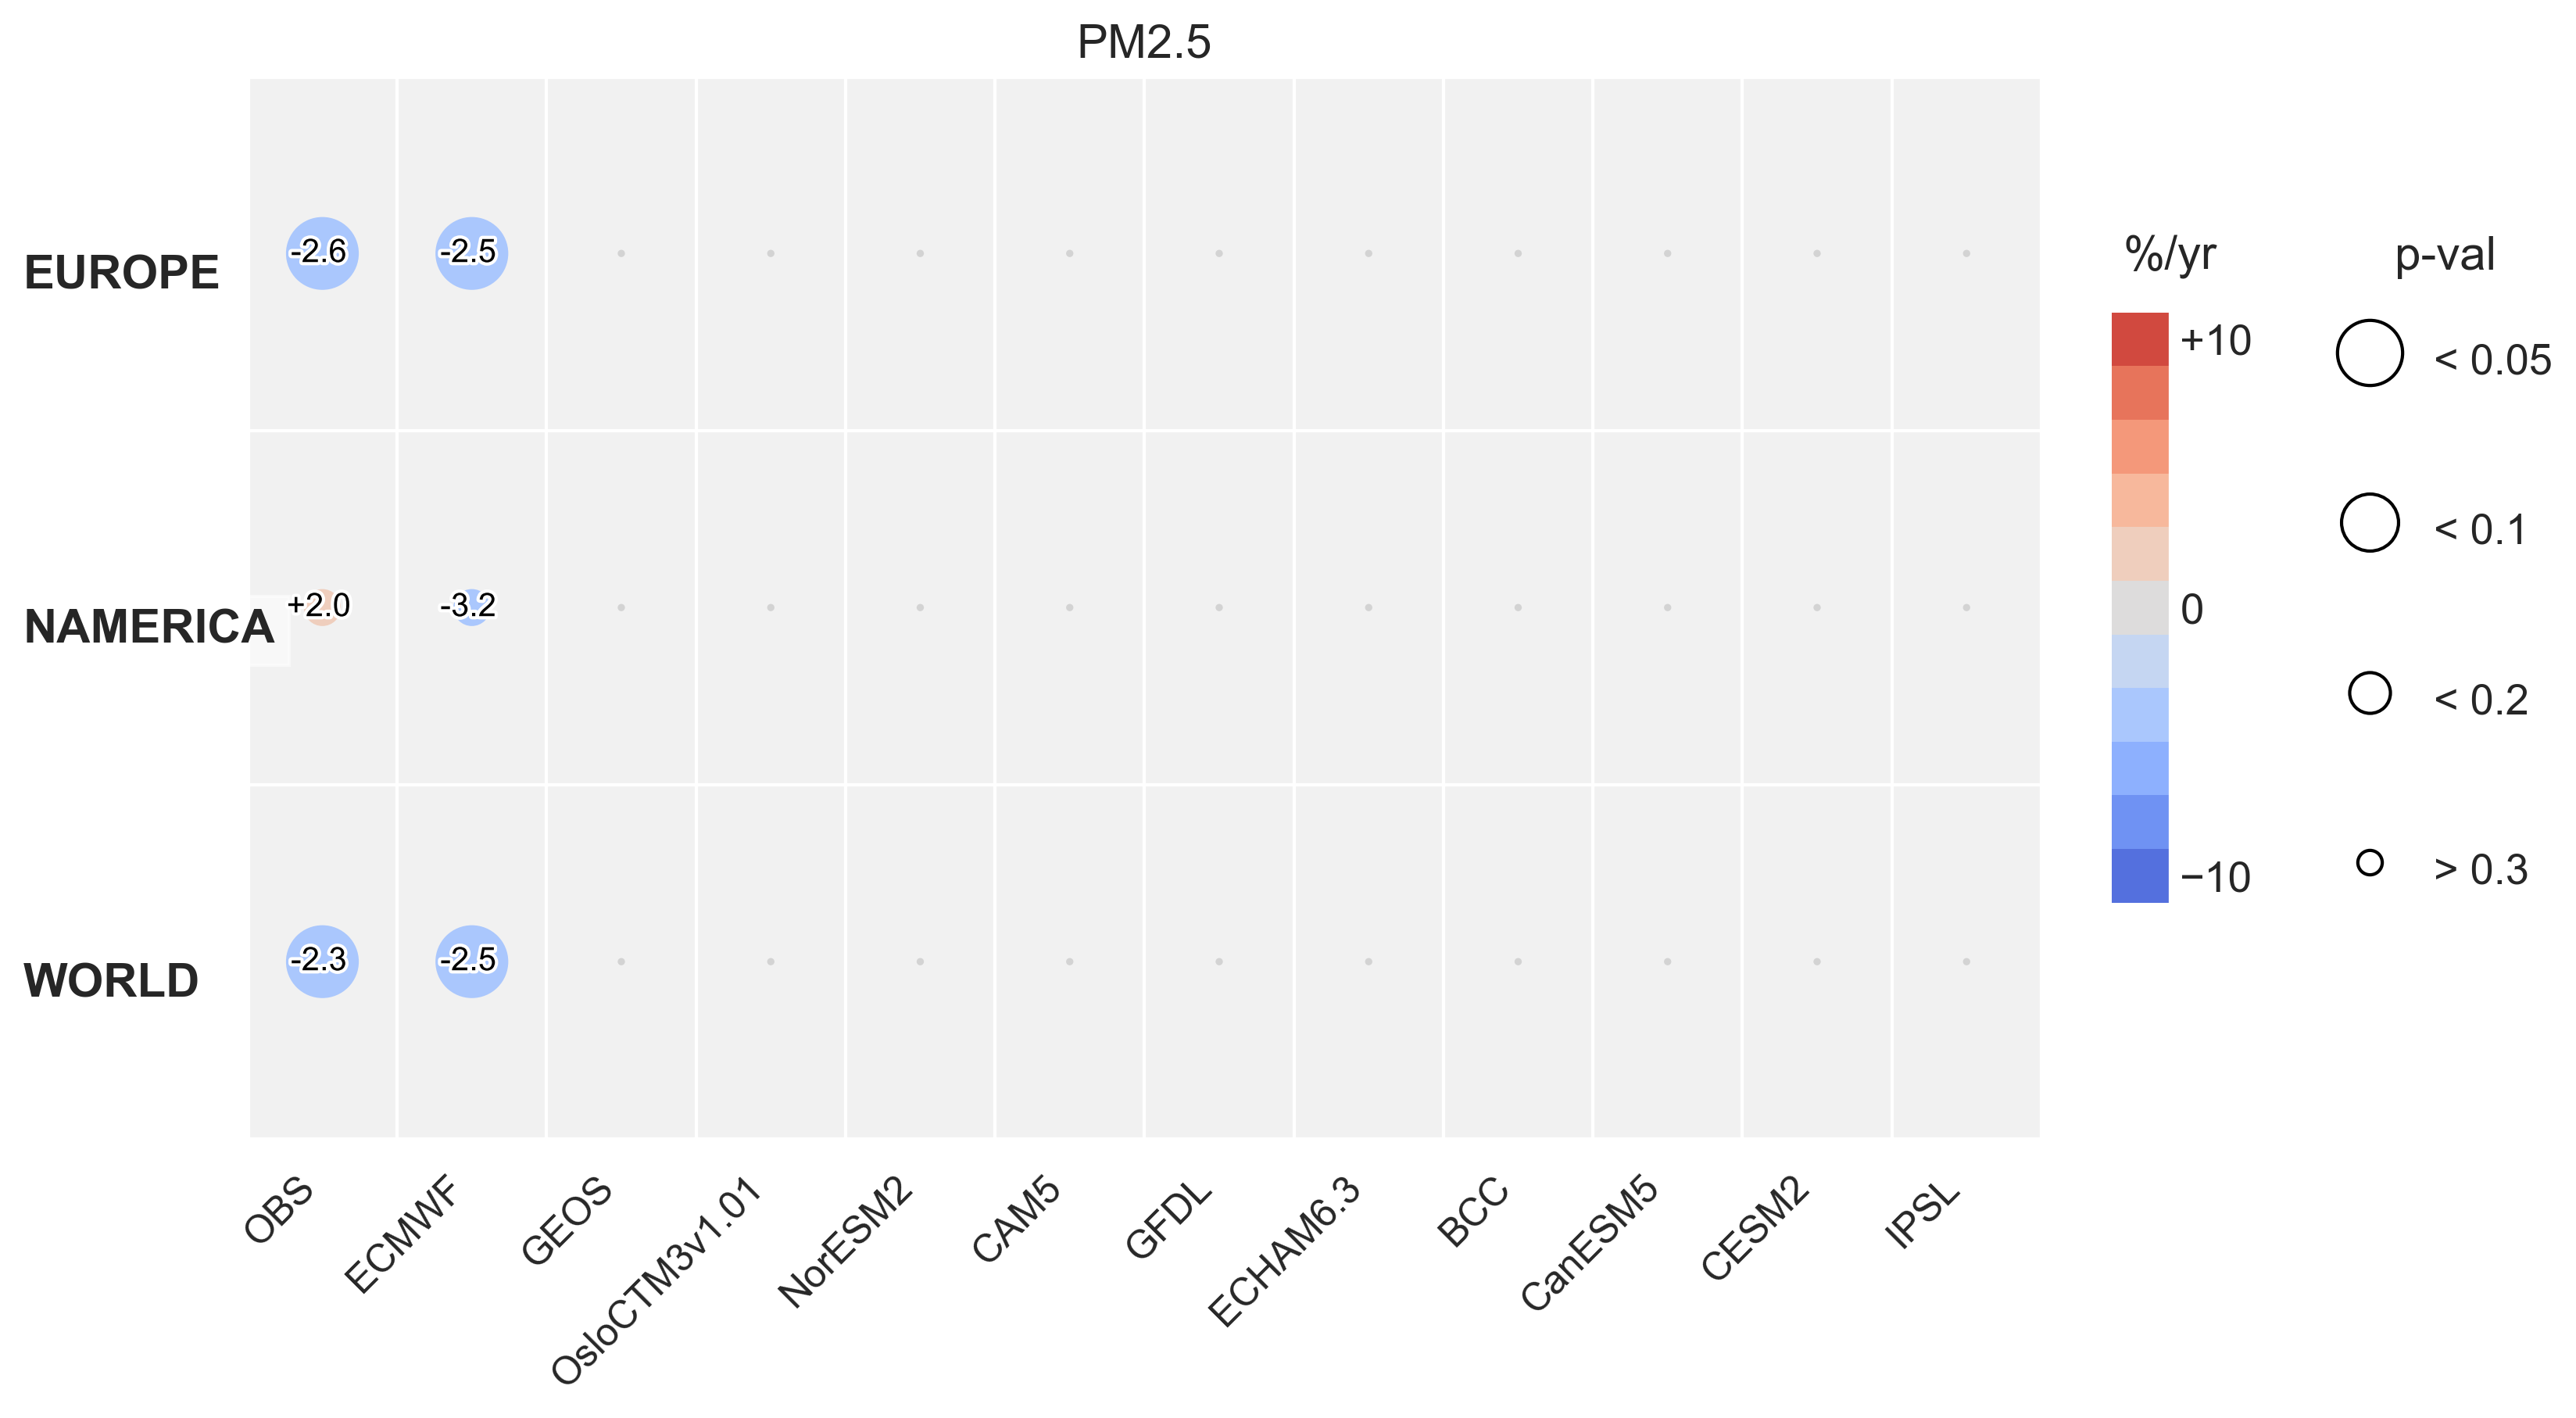 PM2.5
EUROPE
-2.6
-2.5
%/yr
p-val
+10
< 0.05
< 0.1
NAMERICA
+2.0
-3.2
0
< 0.2
−10
> 0.3
WORLD
-2.3
-2.5
OBS
ECMWF
GEOS
OsloCTM3v1.01
NorESM2
CAM5
GFDL
ECHAM6.3
BCC
CanESM5
CESM2
IPSL